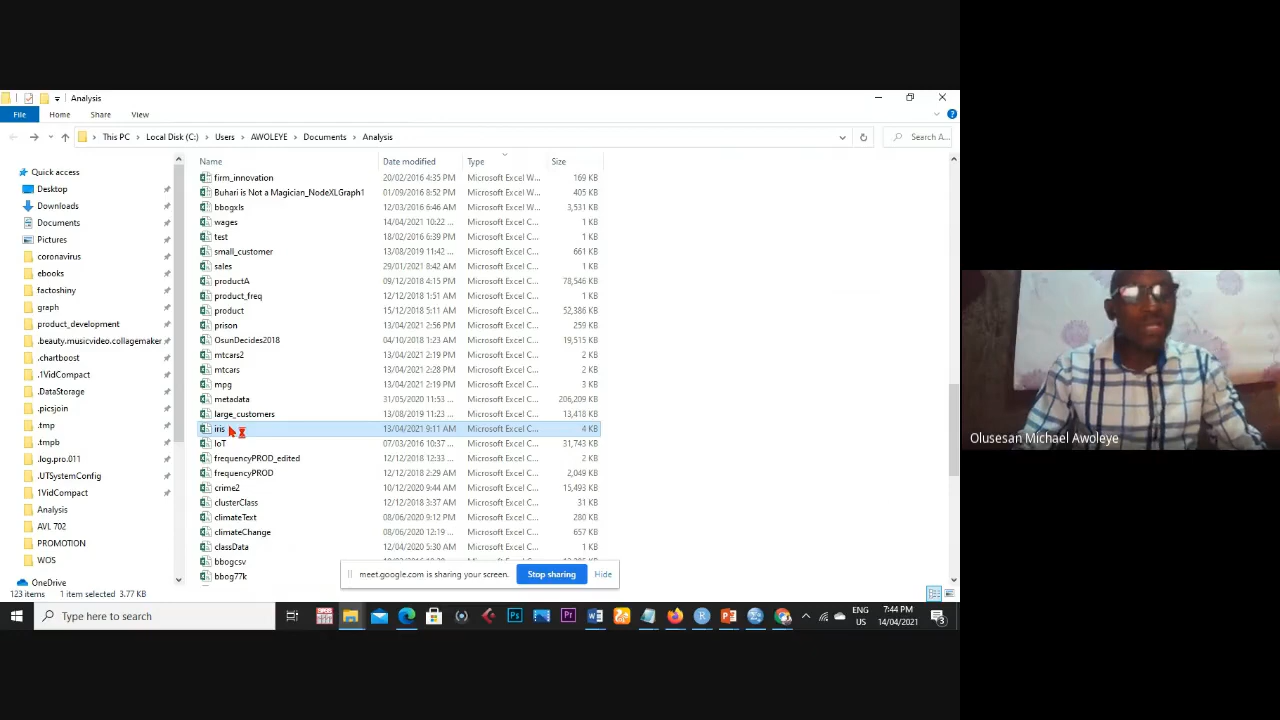 Analysis
File Home Share View
This PC Local Disk (C:) Users AWOLEYE Documents Analysis
Search A...
Name Date modified Type Size
Quick access
Desktop
Downloads
Documents
Pictures
coronavirus
ebooks
factoshiny
graph
product_development
.beauty.musicvideo.collagemaker
.chartboost
.1VidCompact
.DataStorage
.picsjoin
.tmp
.tmpb
.log.pro.011
.UTSystemConfig
1VidCompact
Analysis
AVL 702
PROMOTION
WOS
OneDrive
firm_innovation 20/02/2016 4:35 PM Microsoft Excel W... 169 KB
Buhari is Not a Magician_NodeXLGraph1 01/09/2016 8:52 PM Microsoft Excel W... 405 KB
bbogxls 12/03/2016 6:46 AM Microsoft Excel W... 3,531 KB
wages 14/04/2021 10:22 ... Microsoft Excel C... 1 KB
test 18/02/2016 6:39 PM Microsoft Excel C... 1 KB
small_customer 13/08/2019 11:42 ... Microsoft Excel C... 661 KB
sales 29/01/2021 8:42 AM Microsoft Excel C... 1 KB
productA 09/12/2018 4:15 PM Microsoft Excel C... 78,546 KB
product_freq 12/12/2018 1:51 AM Microsoft Excel C... 1 KB
product 15/12/2018 5:11 AM Microsoft Excel C... 52,386 KB
prison 13/04/2021 2:56 PM Microsoft Excel C... 259 KB
OsunDecides2018 04/10/2018 1:23 AM Microsoft Excel C... 19,515 KB
mtcars2 13/04/2021 2:19 PM Microsoft Excel C... 2 KB
mtcars 13/04/2021 2:28 PM Microsoft Excel C... 2 KB
mpg 13/04/2021 2:19 PM Microsoft Excel C... 3 KB
metadata 31/05/2020 11:53 ... Microsoft Excel C... 206,209 KB
large_customers 13/08/2019 11:23 ... Microsoft Excel C... 13,418 KB
iris 13/04/2021 9:11 AM Microsoft Excel C... 4 KB
IoT 07/03/2016 10:37 ... Microsoft Excel C... 31,743 KB
frequencyPROD_edited 12/12/2018 12:33 ... Microsoft Excel C... 2 KB
frequencyPROD 12/12/2018 2:29 AM Microsoft Excel C... 2,049 KB
crime2 10/12/2020 9:44 AM Microsoft Excel C... 15,493 KB
clusterClass 12/12/2018 3:37 AM Microsoft Excel C... 31 KB
climateText 08/06/2020 9:12 PM Microsoft Excel C... 280 KB
climateChange 08/06/2020 12:19 ... Microsoft Excel C... 657 KB
classData 12/04/2020 5:30 AM Microsoft Excel C... 1 KB
bbogcsv
bbog77k
meet.google.com is sharing your screen. Stop sharing Hide
123 items 1 item selected 3.77 KB
Type here to search
Ps
Pr
R
ENG
US
7:44 PM
14/04/2021
3
Olusesan Michael Awoleye